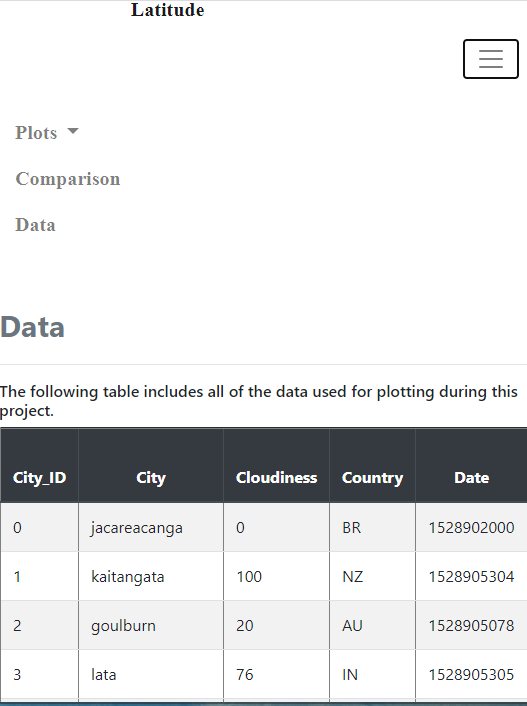 Latitude
Plots
Comparison
Data
Data
The following table includes all of the data used for plotting during this
project.
City_ID City Cloudiness Country Date
0 jacareacanga 0 BR 1528902000
1 kaitangata 100 NZ 1528905304
2 goulburn 20 AU 1528905078
3 lata 76 IN 1528905305